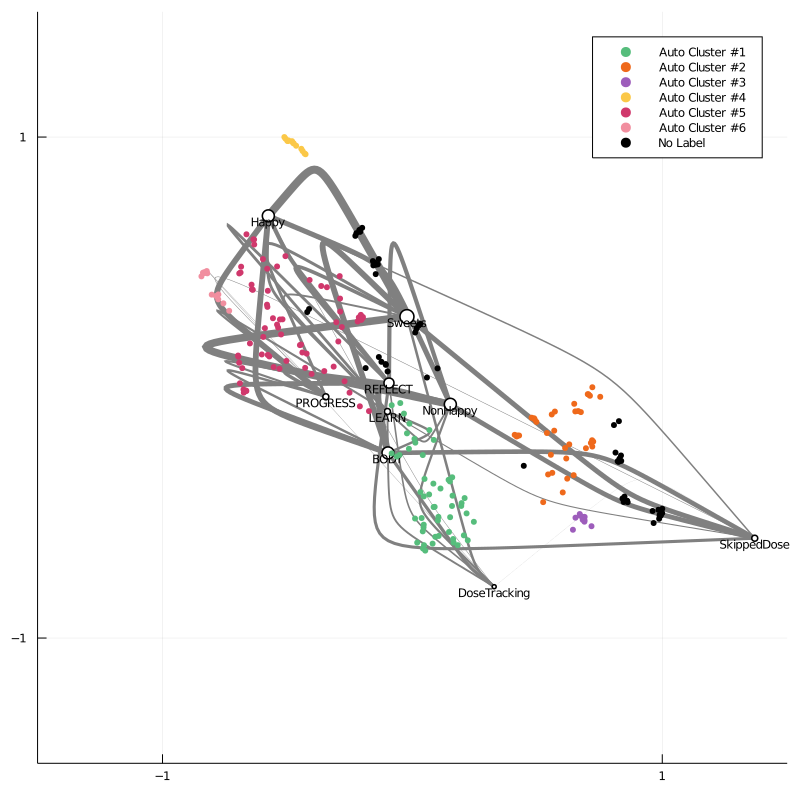 Auto Cluster #1
Auto Cluster #2
Auto Cluster #3
Auto Cluster #4
Auto Cluster #5
Auto Cluster #6
No Label
1
Happy
Sweets
REFLECT
PROGRESS
NonHappy
LEARN
BODY
SkippedDose
DoseTracking
−1
−1
1